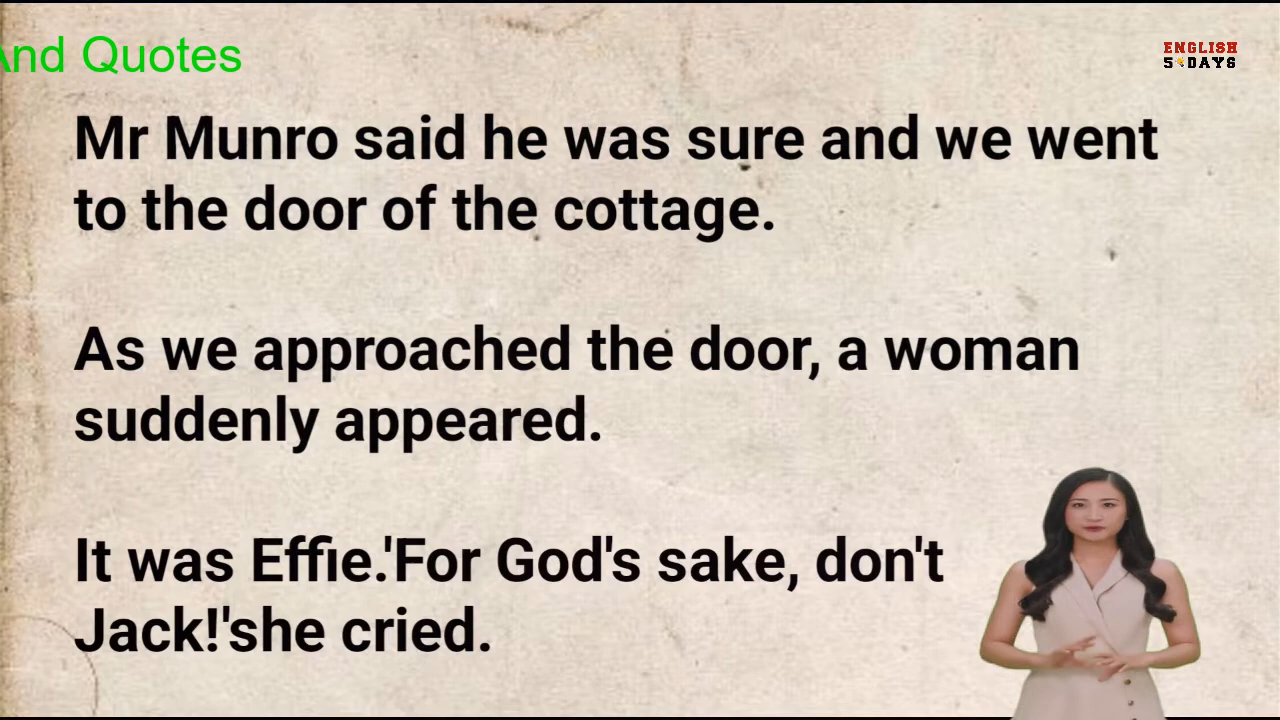 And Quotes
ENGLISH
5 DAYS
Mr Munro said he was sure and we went
to the door of the cottage.
As we approached the door, a woman
suddenly appeared.
It was Effie.'For God's sake, don't
Jack!'she cried.